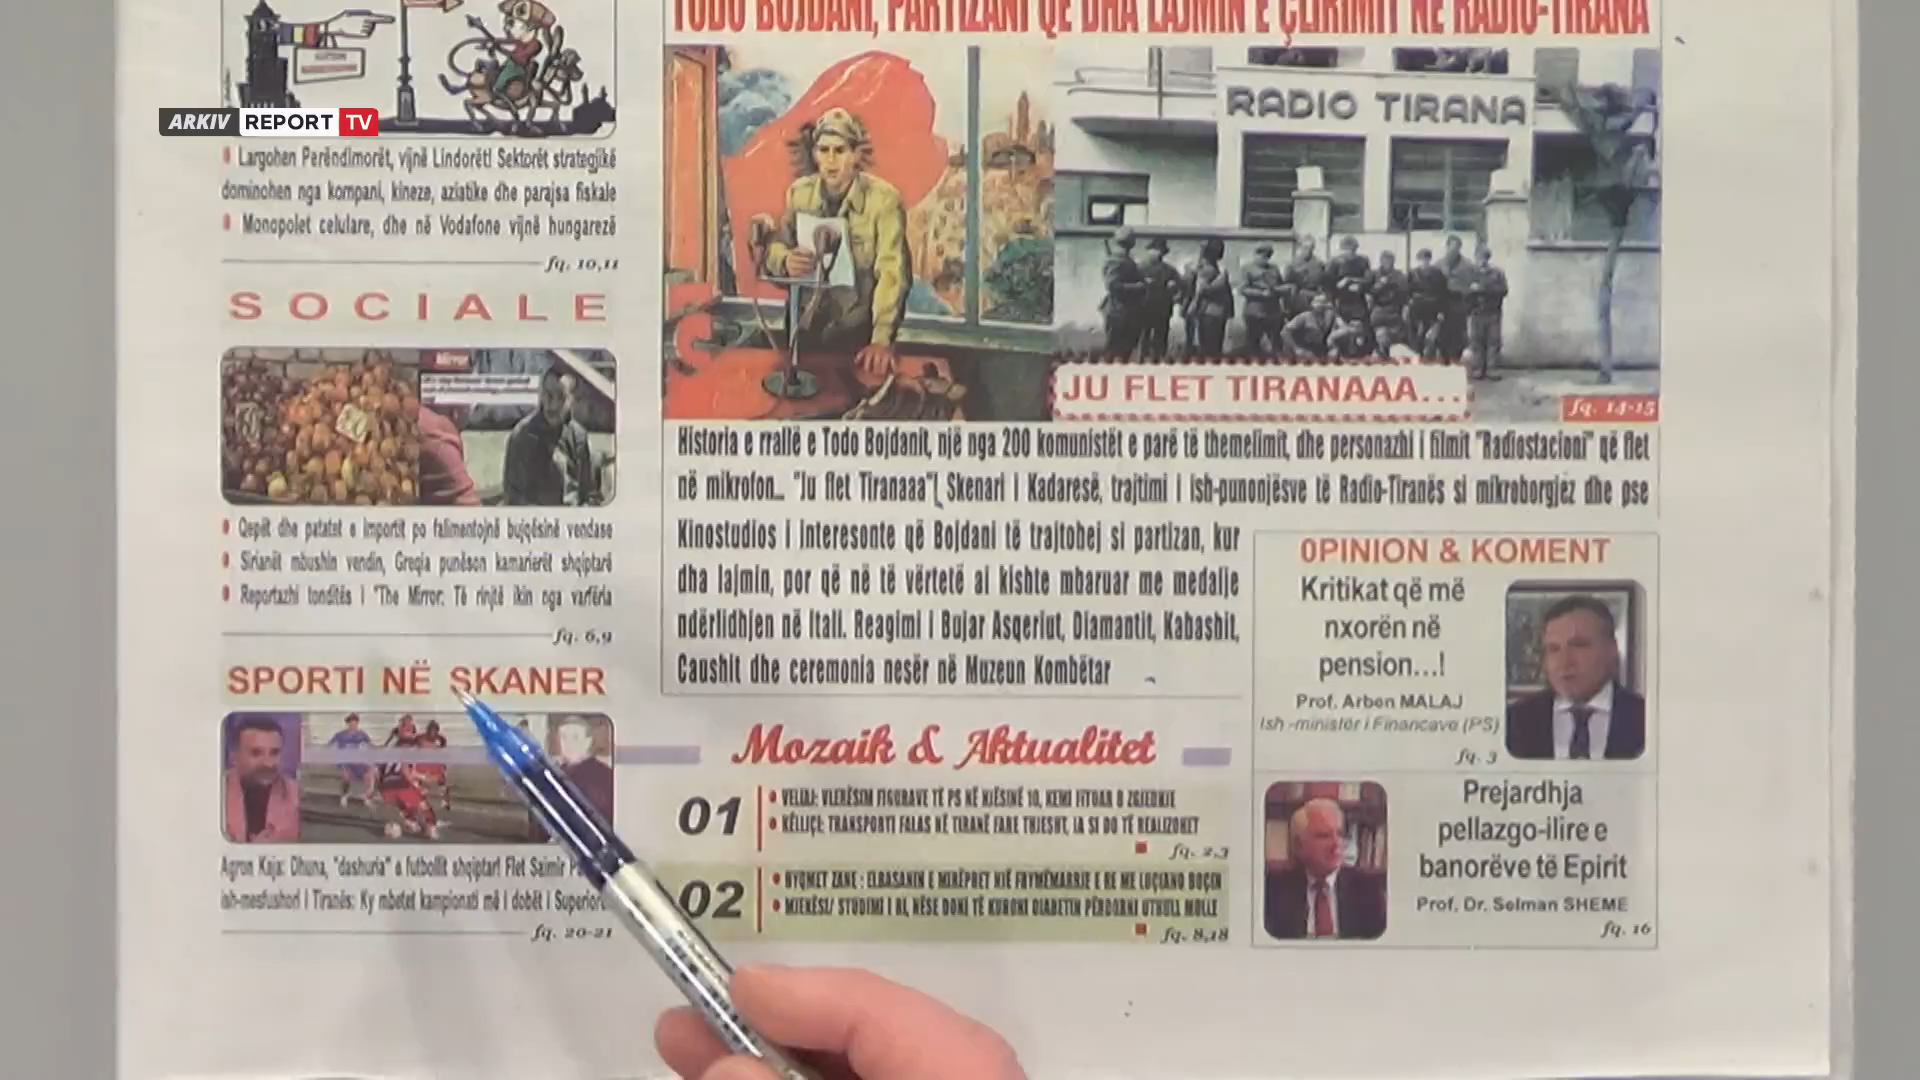 ARKIV REPORT TV
TODO BOJDANI, PARTIZANI QË DHA LAJMIN E ÇLIRIMIT NË RADIO-TIRANA
RADIO TIRANA
Largohen Perëndimorët, vijnë Lindorët! Sektorët strategjikë
dominohen nga kompani, kineze, aziatike dhe parajsa fiskale
Monopolet celulare, dhe në Vodafone vijnë hungarezë
fq. 10,11
SOCIALE
Mirror
Qepët dhe patatet e importit po falimentojnë bujqësinë vendase
Sirianët mbushin vendin, Greqia punëson kamarierët shqiptarë
Reportazhi tonditës i "The Mirror: Të rinjtë ikin nga varfëria
fq. 6,9
SPORTI NË SKANER
Agron Kaja: Dhuna, "dashuria" e futbollit shqiptar! Flet Saimir
ish-mesfushori i Tiranës: Ky mbetet kampionati më i dobët i Superiores
fq. 20-21
JU FLET TIRANAAA...
fq. 14-15
Historia e rrallë e Todo Bojdanit, një nga 200 komunistët e parë të themelimit, dhe personazhi i filmit "Radiostacioni" që flet
në mikrofon... "Ju flet Tiranaaa"! Skenari i Kadaresë, trajtimi i ish-punonjësve të Radio-Tiranës si mikroborgjëz dhe pse
Kinostudios i interesonte që Bojdani të trajtohej si partizan, kur
dha lajmin, por që në të vërtetë ai kishte mbaruar me medalje
ndërlidhjen në Itali. Reagimi i Bujar Asqeriut, Diamantit, Kabashit,
Caushit dhe ceremonia nesër në Muzeun Kombëtar
Mozaik & Aktualitet
01
VELIAJ: VLERËSIM FIGURAVE TË PS NË NJËSINË 10, KEMI FITUAR 8 ZGJEDHJE
KËLLIÇI: TRANSPORTI FALAS NË TIRANË FARE THJESHT, JA SI DO TË REALIZOHET
fq. 2,3
02
HYQMET ZANE : ELBASANIN E MIRËPRET NJË FRYMËMARRJE E RE ME LUÇIANO BOÇIN
MJEKËSI/ STUDIMI I RI, NËSE DONI TË KURONI DIABETIN PËRDORNI UTHULL MOLLE
fq. 8,18
OPINION & KOMENT
Kritikat që më
nxorën në
pension...!
Prof. Arben MALAJ
Ish -ministër i Financave (PS)
fq. 3
Prejardhja
pellazgo-ilire e
banorëve të Epirit
Prof. Dr. Selman SHEME
fq. 16